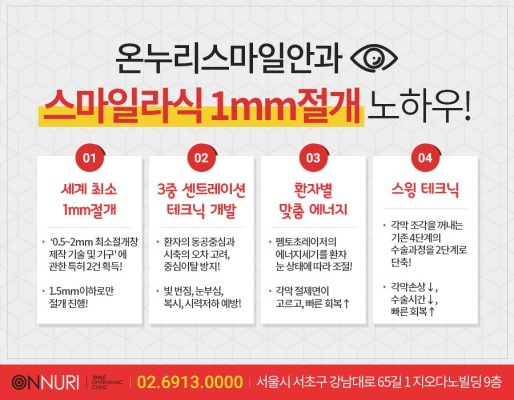 온누리스마일안과
스마일라식 1mm절개 노하우!
01
세계 최소
1mm절개
• '0.5~2mm 최소절개창
제작 기술 및 기구' 에
관한 특허 2건 획득!
• 1.5mm이하로만
절개 진행!
02
3중 센트레이션
테크닉 개발
• 환자의 동공중심과
시축의 오차 고려,
중심이탈 방지!
• 빛 번짐, 눈부심,
복시, 시력저하 예방!
03
환자별
맞춤 에너지
• 펨토초레이저의
에너지세기를 환자
눈 상태에 따라 조절!
• 각막 절제면이
고르고, 빠른 회복↑
04
스윙 테크닉
• 각막 조각을 꺼내는
기존 4단계의
수술과정을 2단계로
단축!
• 각막손상↓,
수술시간↓,
빠른 회복↑
ONNURI SMILE OPHTHALMIC CLINIC 02.6913.0000 서울시 서초구 강남대로 65길 1 지오다노빌딩 9층